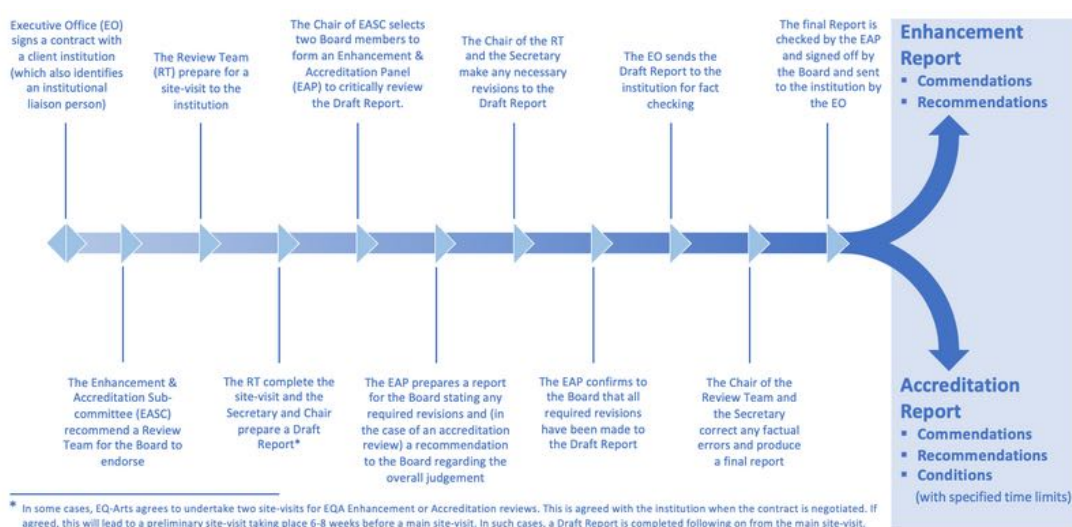 Executive Office (EO)
signs a contract with
a client institution
(which also identifies
an institutional
liaison person)
The Review Team
(RT) prepare for a
site-visit to the
institution
The Chair of EASC selects
two Board members to
form an Enhancement &
Accreditation Panel
(EAP) to critically review
the Draft Report.
The Chair of the RT
and the Secretary
make any necessary
revisions to the
Draft Report
The EO sends the
Draft Report to the
institution for fact
checking
The final Report is
checked by the EAP
and signed off by
the Board and sent
to the institution by
the EO
Enhancement
Report
▪ Commendations
▪ Recommendations
The Enhancement &
Accreditation Sub-
committee (EASC)
recommend a Review
Team for the Board to
endorse
The RT complete the
site-visit and the
Secretary and Chair
prepare a Draft
Report*
The EAP prepares a report
for the Board stating any
required revisions and (in
the case of an accreditation
review) a recommendation
to the Board regarding the
overall judgement
The EAP confirms to
the Board that all
required revisions
have been made to
the Draft Report
The Chair of the
Review Team and
the Secretary
correct any factual
errors and produce
a final report
Accreditation
Report
▪ Commendations
▪ Recommendations
▪ Conditions
(with specified time limits)
* In some cases, EQ-Arts agrees to undertake two site-visits for EQA Enhancement or Accreditation reviews. This is agreed with the institution when the contract is negotiated. If
agreed, this will lead to a preliminary site-visit taking place 6-8 weeks before a main site-visit. In such cases, a Draft Report is completed following on from the main site-visit.